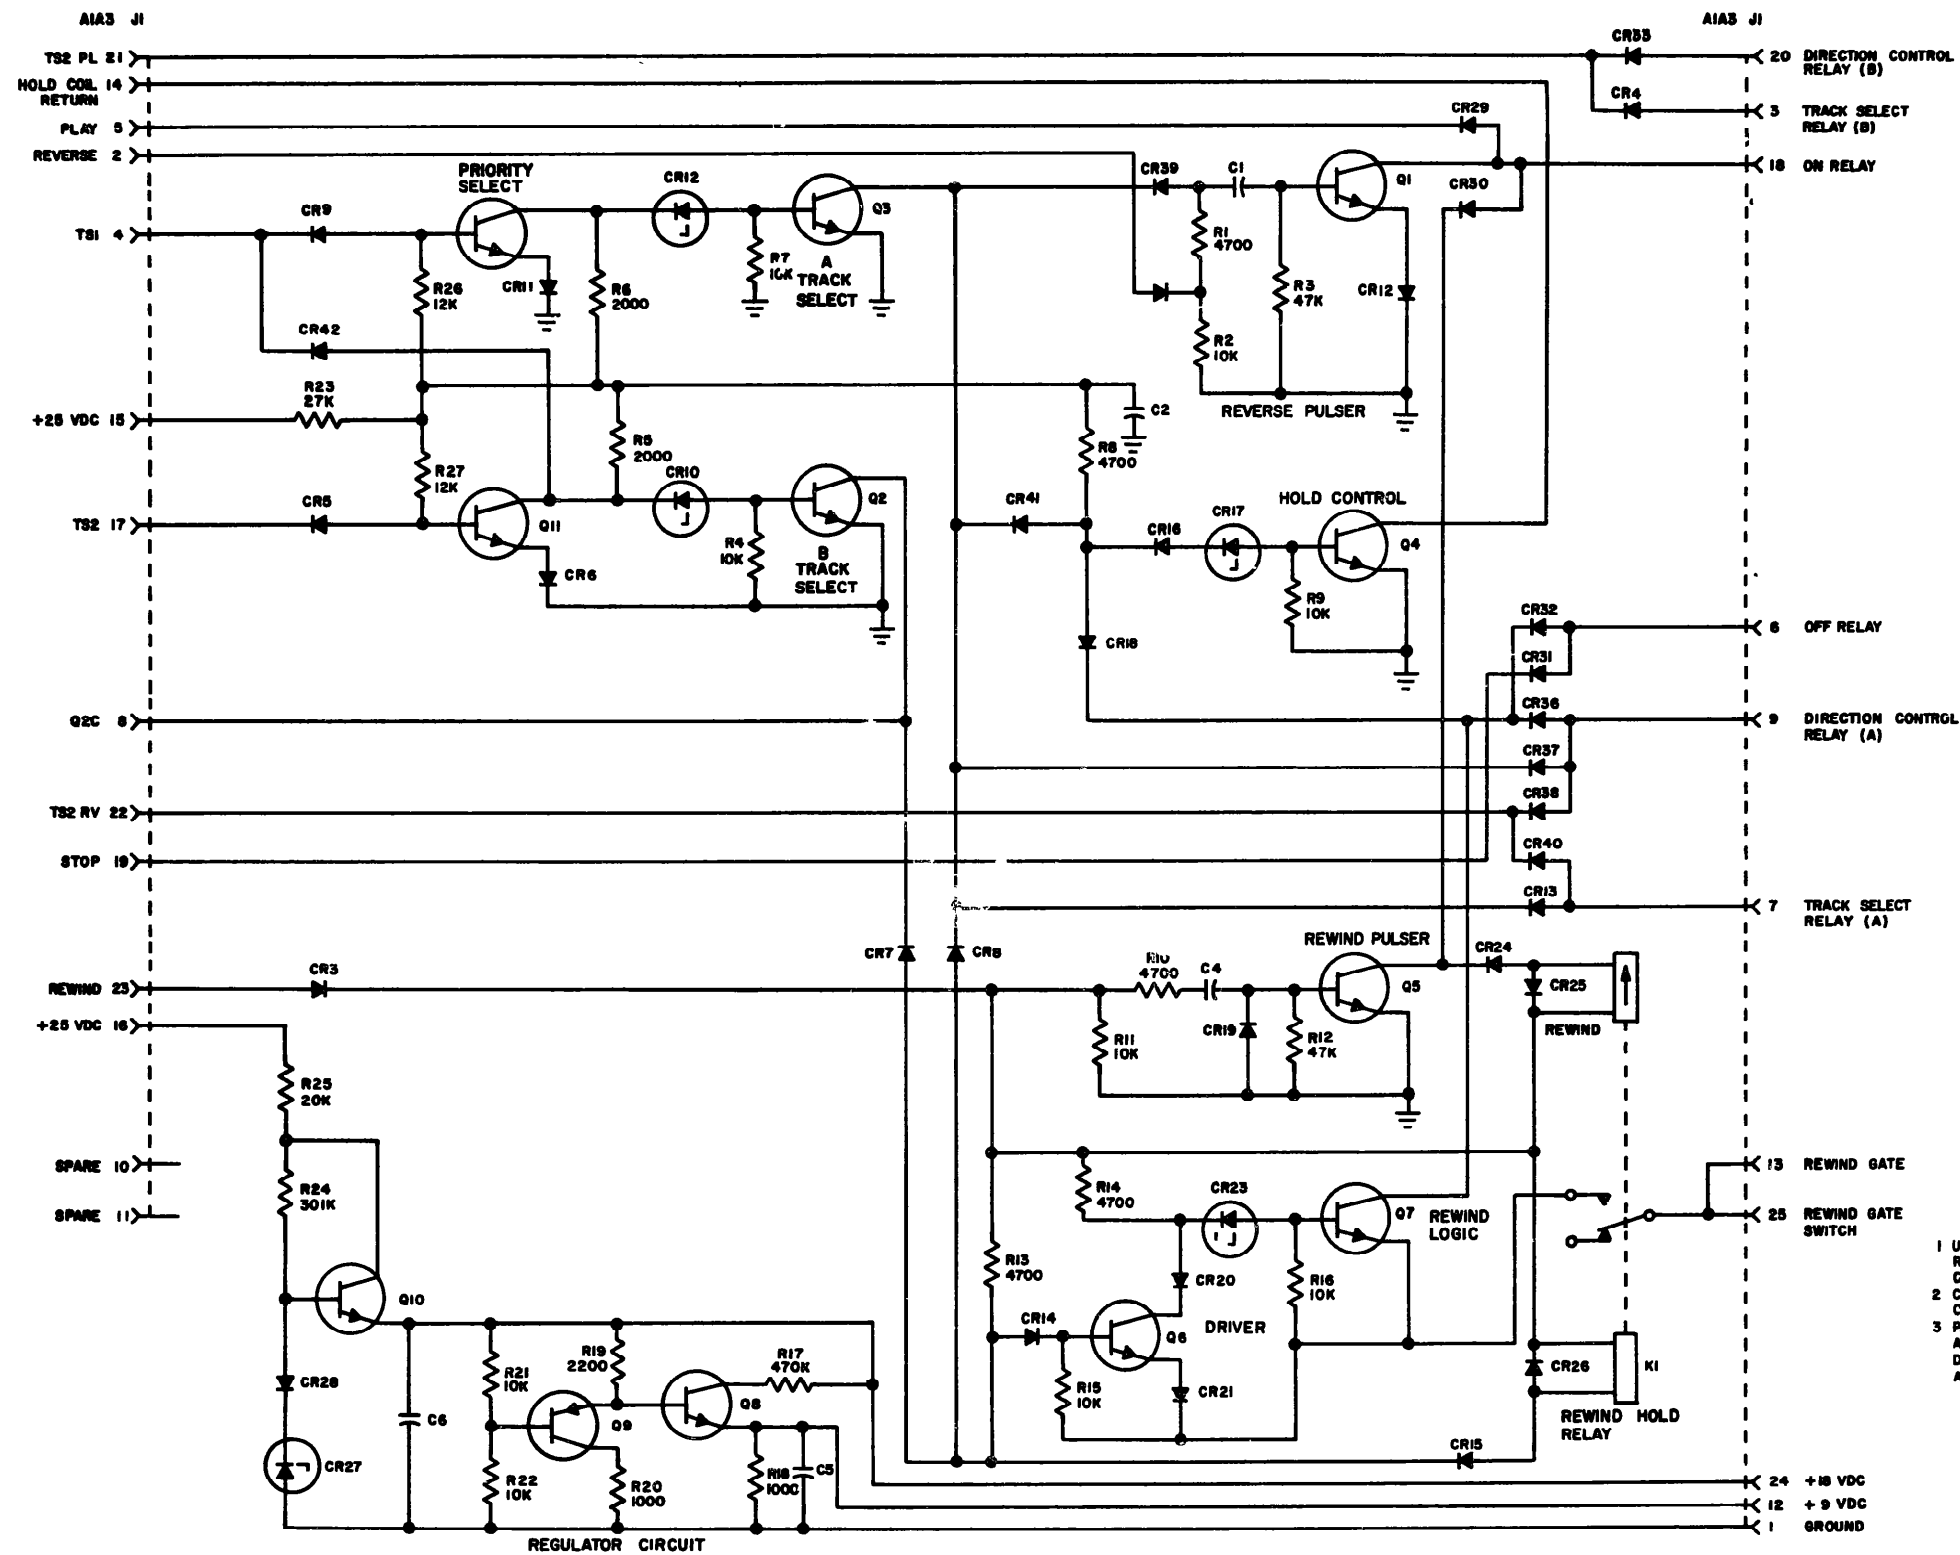 A1A3 J1
A1A3 J1
TS2 PL 21
HOLD COIL 14
RETURN
PLAY 5
REVERSE 2
CR33
20 DIRECTION CONTROL
RELAY (B)
CR4
3 TRACK SELECT
RELAY (B)
CR29
18 ON RELAY
PRIORITY
SELECT
CR12
Q3
CR39
C1
Q1
CR30
TS1 4
CR9
R26
12K
CR11
R6
2000
R7
10K
A
TRACK
SELECT
R1
4700
R3
47K
CR12
R2
10K
REVERSE PULSER
CR42
R23
27K
+25 VDC 15
C2
R27
12K
R5
2000
CR10
R8
4700
TS2 17
CR5
Q11
Q2
CR41
HOLD CONTROL
CR16
CR17
Q4
CR6
R4
10K
B
TRACK
SELECT
R9
10K
CR18
CR32
6 OFF RELAY
CR31
CR36
Q2C 8
9 DIRECTION CONTROL
RELAY (A)
CR37
CR38
TS2 RV 22
STOP 19
CR40
CR13
7 TRACK SELECT
RELAY (A)
CR7
CR8
REWIND PULSER
CR24
REWIND 23
CR3
R10
4700
C4
Q5
CR25
REWIND
+25 VDC 16
R11
10K
CR19
R12
47K
R25
20K
SPARE 10
R24
301K
SPARE 11
R14
4700
CR23
Q7
REWIND
LOGIC
13 REWIND GATE
25 REWIND GATE
SWITCH
R13
4700
CR20
R16
10K
Q10
CR14
Q6
DRIVER
R15
10K
CR21
CR26
K1
REWIND HOLD
RELAY
CR28
R21
10K
R19
2200
R17
470K
Q8
C6
Q9
CR27
R22
10K
R20
1000
R18
1000
C5
CR15
24 +18 VDC
12 + 9 VDC
1 GROUND
REGULATOR CIRCUIT
1 U
R
C
2 C
C
3 P
A
D
A